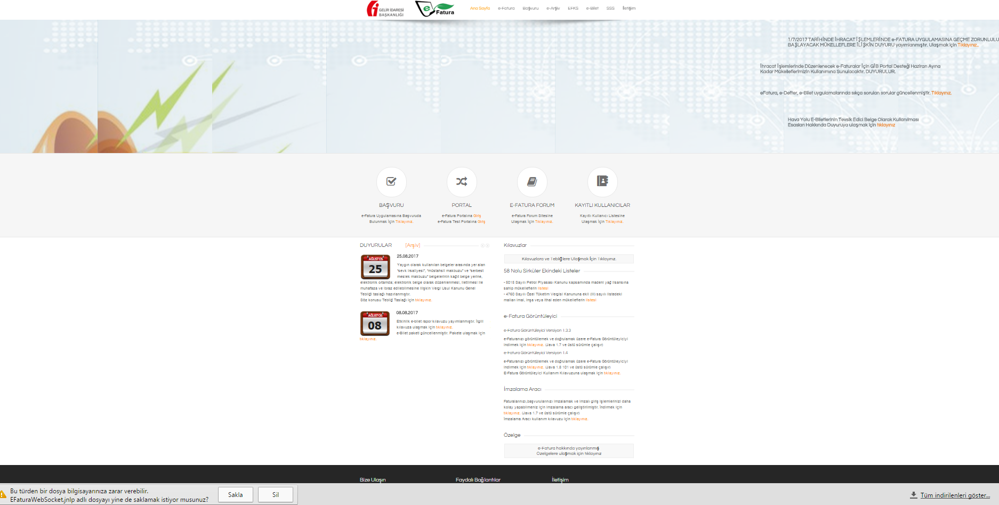 GELİR İDARESİ
BAŞKANLIĞI
e Fatura
Ana Sayfa e-Fatura Başvuru e-Arşiv EFKS e-Bilet SSS İletişim
1/7/2017 TARİHİNDE İHRACAT İŞLEMLERİNDE e-FATURA UYGULAMASINA GEÇME ZORUNLULU
BAŞLAYACAK MÜKELLEFLERE İLİŞKİN DUYURU yayımlanmıştır. Ulaşmak için Tıklayınız..
İhracat İşlemlerinde Düzenlenecek e-Faturalar İçin GİB Portal Desteği Haziran Ayına
Kadar Mükelleflerimizin Kullanımına Sunulacaktır. DUYURULUR.
eFatura, e-Defter, e-Bilet uygulamalarında sıkça sorulan sorular güncellenmiştir. Tıklayınız.
Hava Yolu E-Biletlerinin Tevsik Edici Belge Olarak Kullanılması
Esasları Hakkında Duyuruya ulaşmak için tıklayınız
BAŞVURU
e-Fatura Uygulamasına Başvuruda
Bulunmak İçin Tıklayınız.
PORTAL
e-Fatura Portalına Giriş
e-Fatura Test Portalına Giriş
E-FATURA FORUM
e-Fatura Forum Sitesine
Ulaşmak İçin Tıklayınız.
KAYITLI KULLANICILAR
Kayıtlı Kullanıcı Listesine
Ulaşmak İçin Tıklayınız.
DUYURULAR [Arşiv]
AĞUSTOS
25
25.08.2017
Yaygın olarak kullanılan belgeler arasında yer alan
"sevk irsaliyesi", "müstahsil makbuzu" ve "serbest
meslek makbuzu" belgelerinin kağıt belge yerine,
elektronik ortamda; elektronik belge olarak düzenlenmesi, iletilmesi ile
muhafaza ve ibraz edilebilmesine ilişkin Vergi Usul Kanunu Genel
Tebliği taslağı hazırlanmıştır.
Söz konusu Tebliğ Taslağı için tıklayınız.
AĞUSTOS
08
08.08.2017
Etkinlik e-bilet rapor kılavuzu yayımlanmıştır. İlgili
kılavuza ulaşmak için tıklayınız.
e-Bilet paketi güncellenmiştir. Pakete ulaşmak için
tıklayınız.
Kılavuzlar
Kılavuzlara ve Tebliğlere Ulaşmak İçin Tıklayınız.
58 Nolu Sirküler Ekindeki Listeler
- 5015 Sayılı Petrol Piyasası Kanunu kapsamında madeni yağ lisansına
sahip mükelleflerin listesi
- 4760 Sayılı Özel Tüketim Vergisi Kanununa ekli (III) sayılı listedeki
malları imal, inşa veya ithal eden mükelleflerin listesi
e-Fatura Görüntüleyici
e-Fatura Görüntüleyici Versiyon 1.3.3
e-Faturanızı görüntülemek ve doğrulamak üzere e-Fatura Görüntüleyiciyi
indirmek için tıklayınız. (Java 1.7 ve üstü sürümle çalışır)
e-Fatura Görüntüleyici Versiyon 1.4
e-Faturanızı görüntülemek ve doğrulamak üzere e-Fatura Görüntüleyiciyi
indirmek için tıklayınız. (Java 1.8 101 ve üstü sürümle çalışır)
E-Fatura Görüntüleyici Kullanım Kılavuzuna ulaşmak için tıklayınız.
İmzalama Aracı
Faturalarınızı,başvurularınızı imzalamak ve imzalı giriş işlemlerinizi daha
kolay yapabilmeniz için imzalama aracı geliştirilmiştir. İndirmek için
tıklayınız. (Java 1.7 ve üstü sürümle çalışır)
İmzalama Aracı kullanım kılavuzu için tıklayınız.
Özelge
e-Fatura hakkında yayınlanmış
Özelgelere ulaşmak için tıklayınız
Bize Ulaşın Faydalı Bağlantılar İletişim
Bu türden bir dosya bilgisayarınıza zarar verebilir.
EFaturaWebSocket.jnlp adlı dosyayı yine de saklamak istiyor musunuz?
Sakla Sil
Tüm indirilenleri göster...